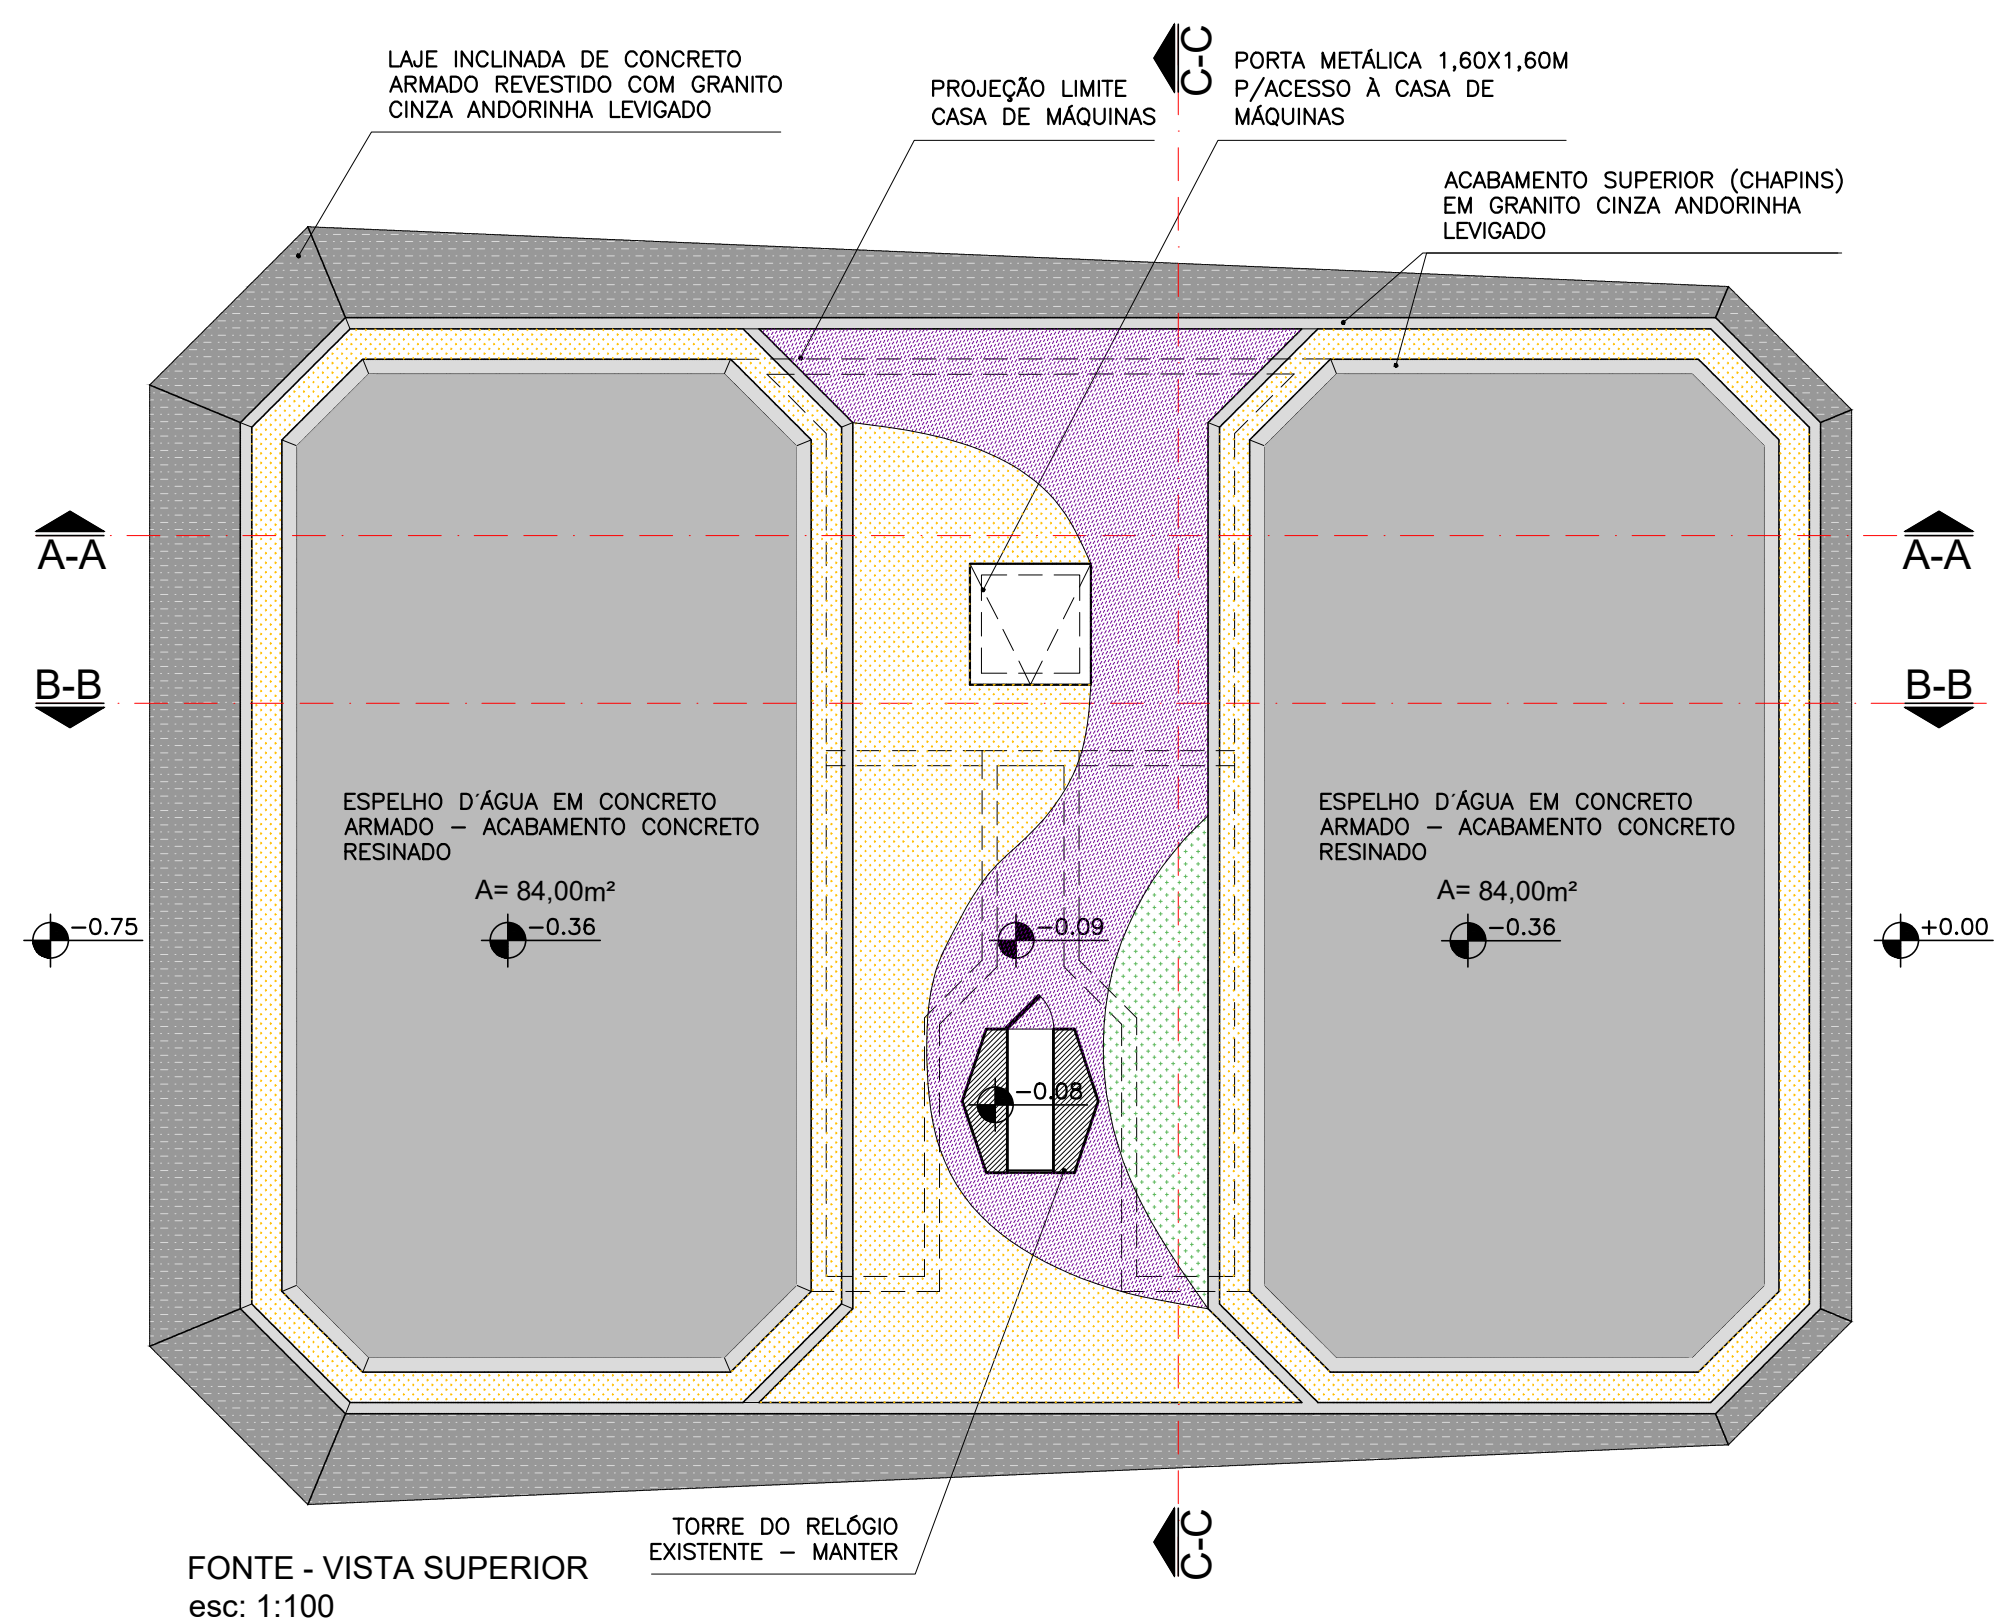 LAJE INCLINADA DE CONCRETO
ARMADO REVESTIDO COM GRANITO
CINZA ANDORINHA LEVIGADO
PROJEÇÃO LIMITE
CASA DE MÁQUINAS
C-C
PORTA METÁLICA 1,60X1,60M
P/ACESSO À CASA DE
MÁQUINAS
ACABAMENTO SUPERIOR (CHAPINS)
EM GRANITO CINZA ANDORINHA
LEVIGADO
A-A
A-A
B-B
B-B
ESPELHO D´ÁGUA EM CONCRETO
ARMADO – ACABAMENTO CONCRETO
RESINADO
A= 84,00m²
ESPELHO D´ÁGUA EM CONCRETO
ARMADO – ACABAMENTO CONCRETO
RESINADO
A= 84,00m²
−0.75
−0.36
−0.09
−0.36
+0.00
−0.08
TORRE DO RELÓGIO
EXISTENTE – MANTER
C-C
FONTE - VISTA SUPERIOR
esc: 1:100